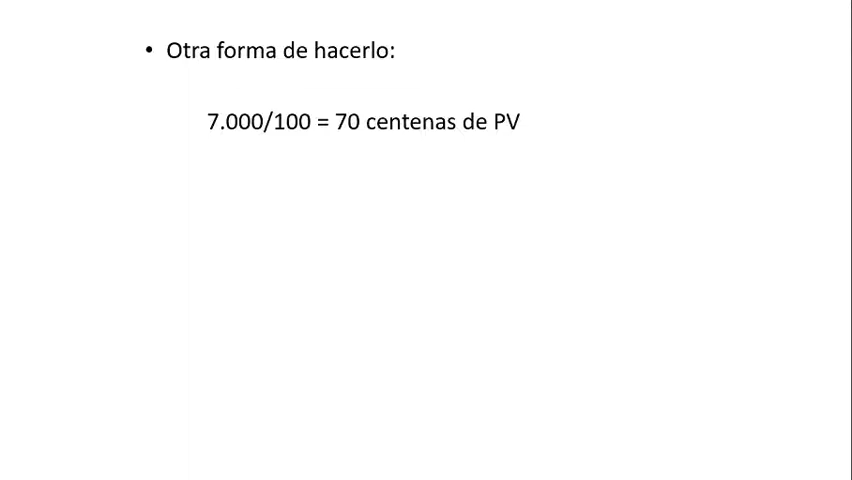 • Otra forma de hacerlo:
7.000/100 = 70 centenas de PV